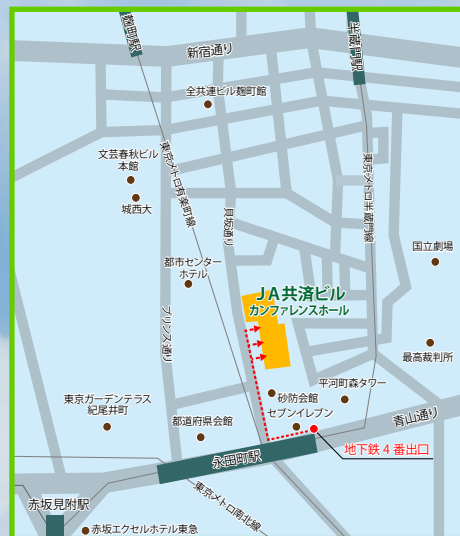 麹町駅
半蔵門駅
新宿通り
全共連ビル麹町館
文芸春秋ビル
本館
城西大
東京メトロ有楽町線
東京メトロ半蔵門線
貝坂通り
国立劇場
都市センター
ホテル
JA共済ビル
カンファレンスホール
プリンス通り
最高裁判所
平河町森タワー
砂防会館
東京ガーデンテラス
紀尾井町
セブンイレブン
都道府県会館
青山通り
地下鉄4番出口
永田町駅
東京メトロ南北線
赤坂見附駅
赤坂エクセルホテル東急